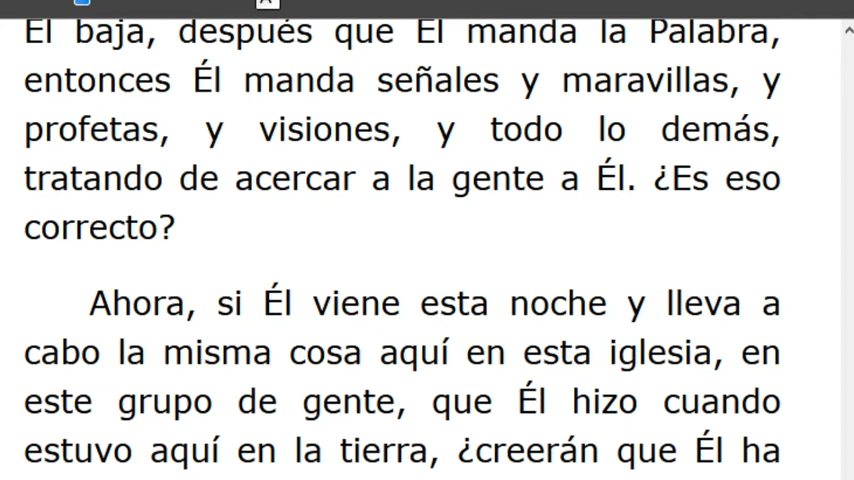 Él baja, después que Él manda la Palabra,
entonces Él manda señales y maravillas, y
profetas, y visiones, y todo lo demás,
tratando de acercar a la gente a Él. ¿Es eso
correcto?
Ahora, si Él viene esta noche y lleva a
cabo la misma cosa aquí en esta iglesia, en
este grupo de gente, que Él hizo cuando
estuvo aquí en la tierra, ¿creerán que Él ha